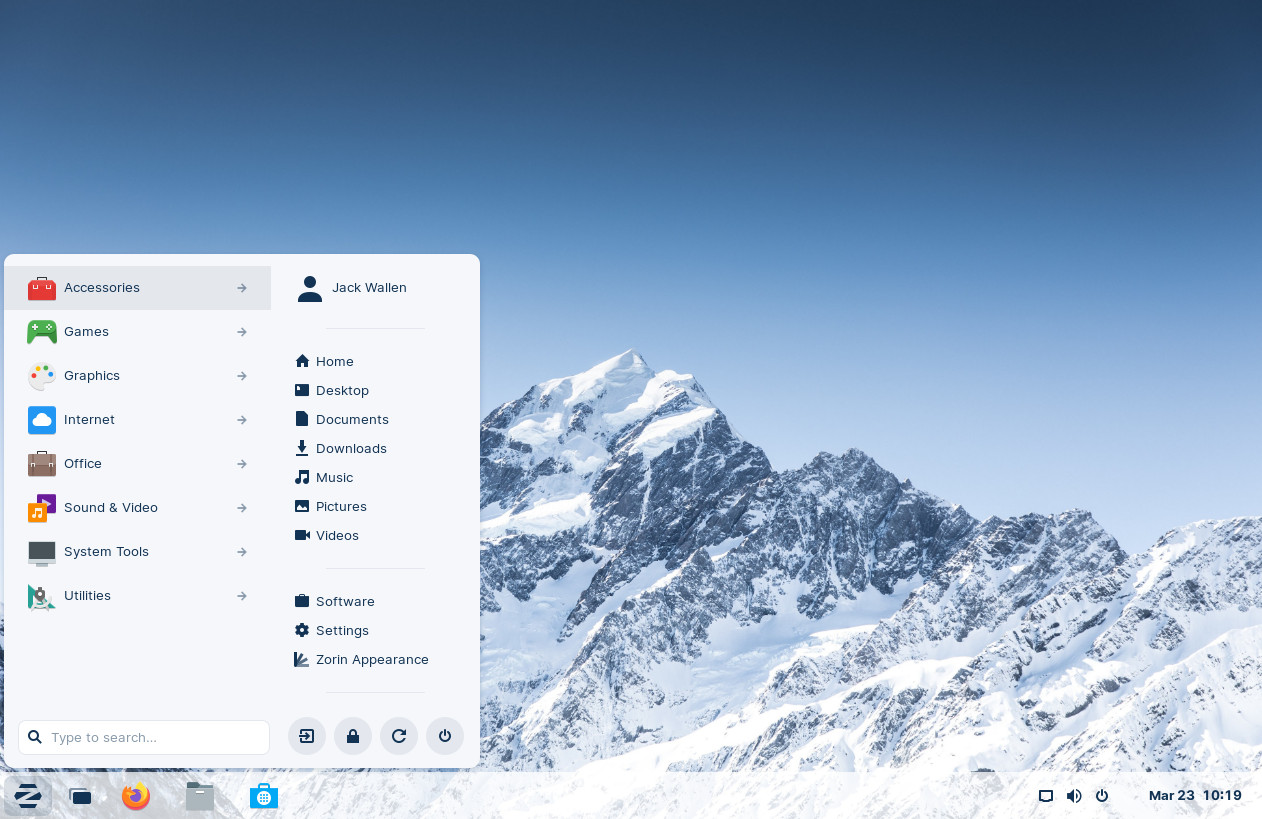 Accessories
Games
Graphics
Internet
Office
Sound & Video
System Tools
Utilities
Type to search...
Jack Wallen
Home
Desktop
Documents
Downloads
Music
Pictures
Videos
Software
Settings
Zorin Appearance
Mar 23 10:19